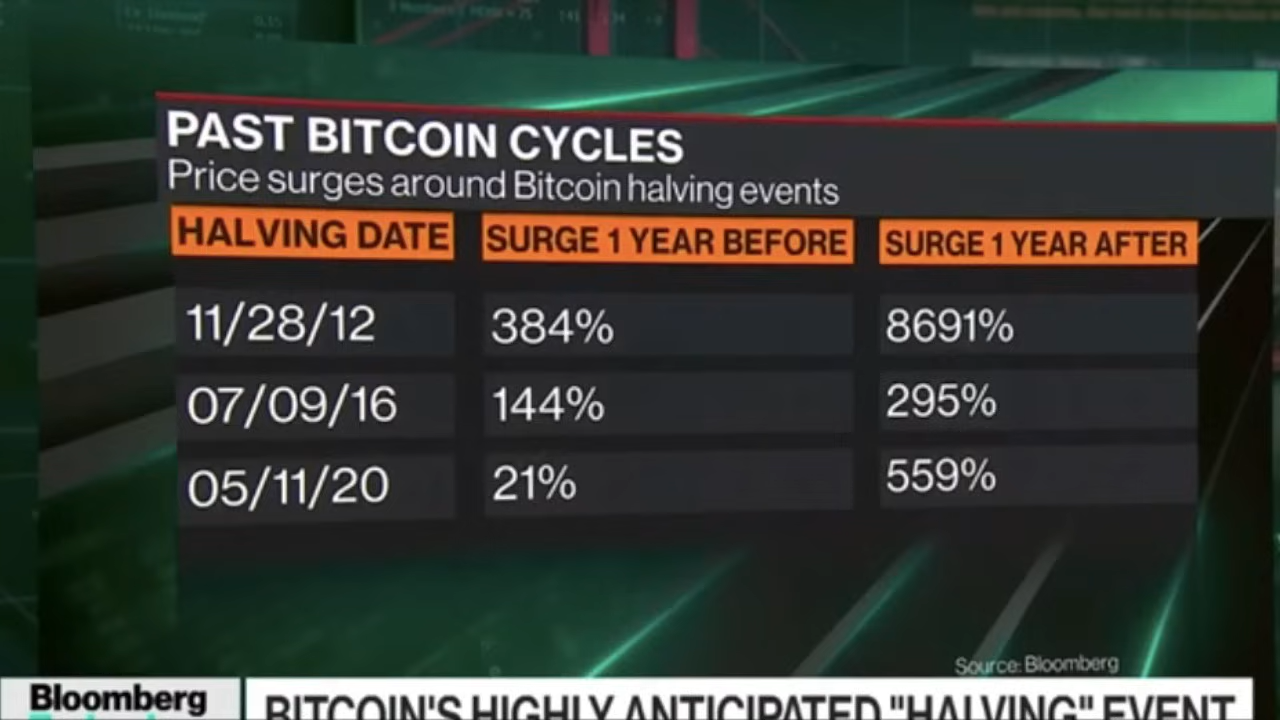 PAST BITCOIN CYCLES
Price surges around Bitcoin halving events
HALVING DATE SURGE 1 YEAR BEFORE SURGE 1 YEAR AFTER
11/28/12 384% 8691%
07/09/16 144% 295%
05/11/20 21% 559%
Source: Bloomberg
Bloomberg
BITCOIN'S HIGHLY ANTICIPATED "HALVING" EVENT